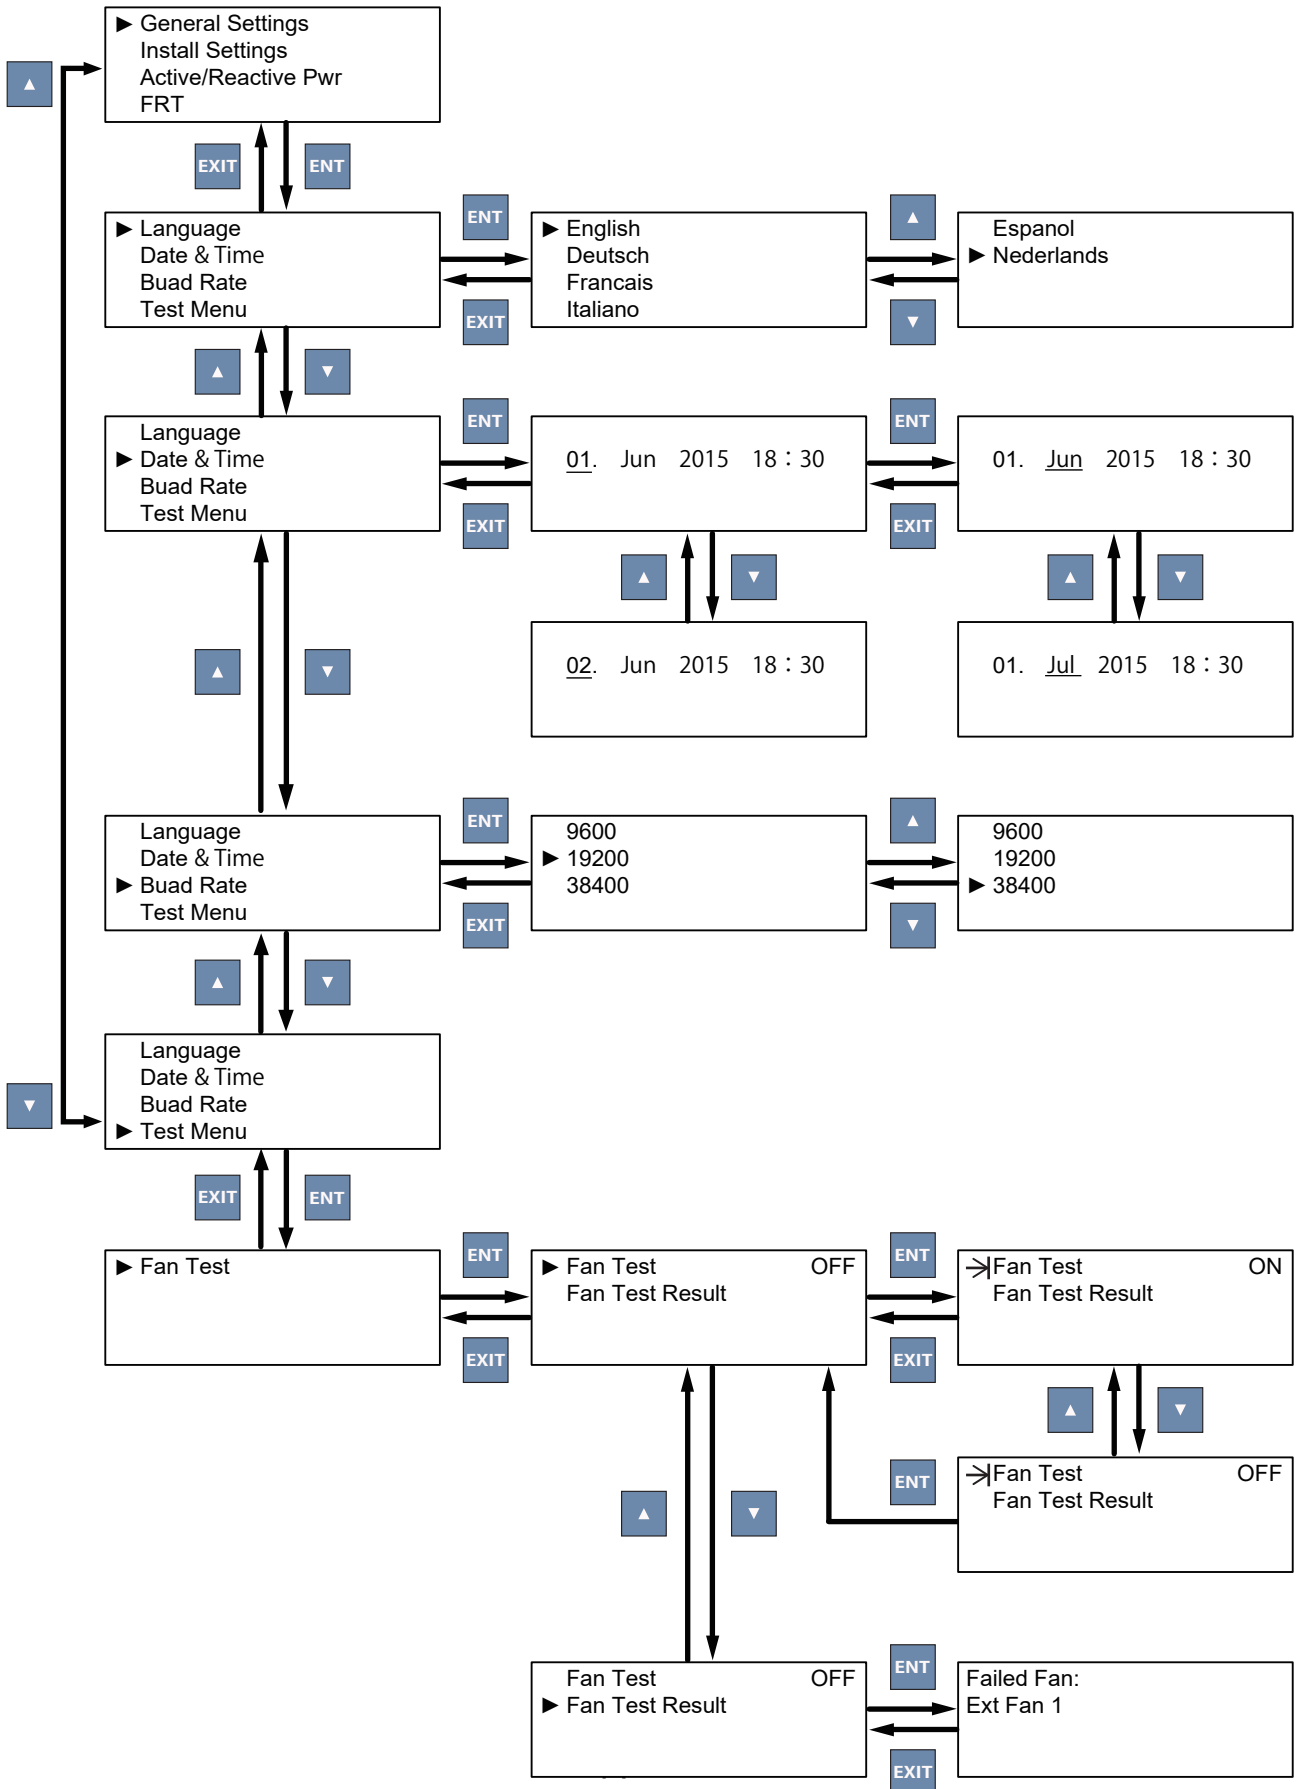 ► General Settings
Install Settings
Active/Reactive Pwr
FRT
▲
EXIT
ENT
► Language
Date & Time
Buad Rate
Test Menu
ENT
EXIT
► English
Deutsch
Francais
Italiano
▲
▼
Espanol
► Nederlands
▲
▼
Language
► Date & Time
Buad Rate
Test Menu
ENT
EXIT
01. Jun 2015 18 : 30
ENT
EXIT
01. Jun 2015 18 : 30
▲
▼
▲
▼
02. Jun 2015 18 : 30
01. Jul 2015 18 : 30
▲
▼
Language
Date & Time
► Buad Rate
Test Menu
ENT
EXIT
9600
► 19200
38400
▲
▼
9600
19200
► 38400
▲
▼
Language
Date & Time
Buad Rate
► Test Menu
▼
EXIT
ENT
► Fan Test
ENT
EXIT
► Fan Test OFF
Fan Test Result
ENT
EXIT
Fan Test ON
Fan Test Result
▲
▼
ENT
Fan Test OFF
Fan Test Result
▲
▼
Fan Test OFF
► Fan Test Result
ENT
EXIT
Failed Fan:
Ext Fan 1